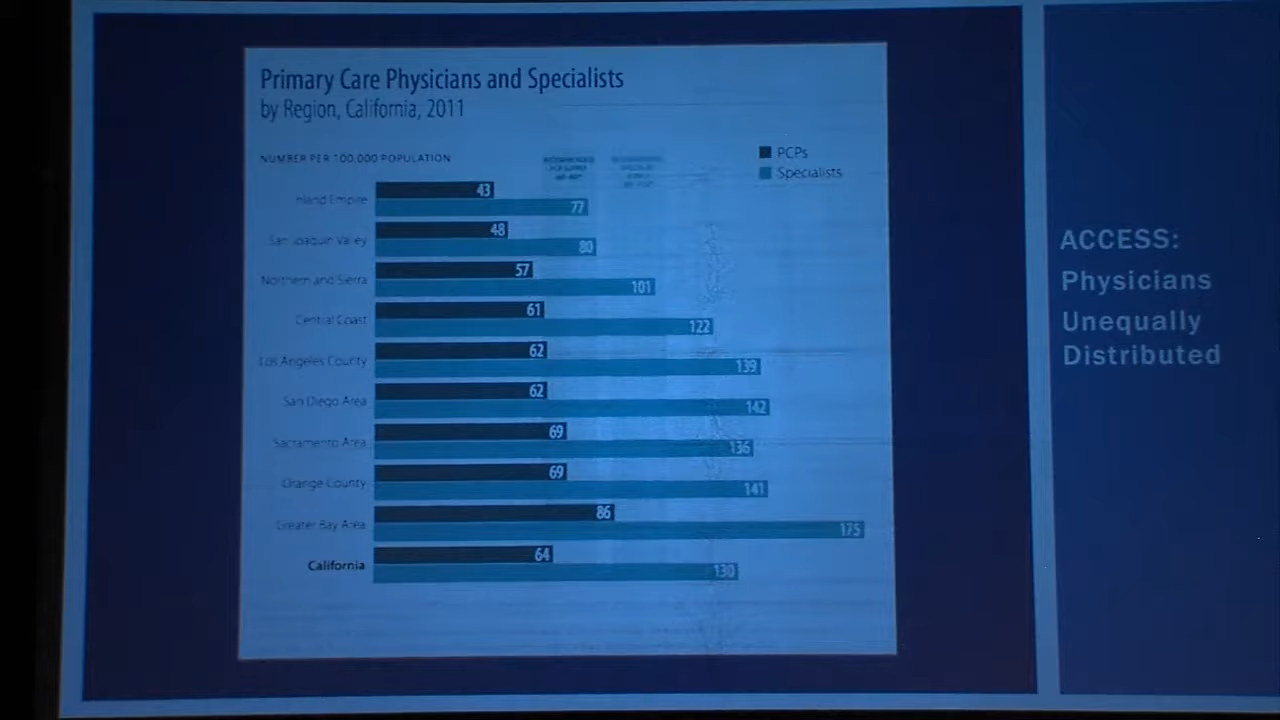 Primary Care Physicians and Specialists
by Region, California, 2011
NUMBER PER 100,000 POPULATION
PCPs
Specialists
Inland Empire
43
77
San Joaquin Valley
48
80
Northern and Sierra
57
101
Central Coast
61
122
Los Angeles County
62
139
San Diego Area
62
142
Sacramento Area
69
136
Orange County
69
141
Greater Bay Area
86
175
California
64
130
ACCESS:
Physicians
Unequally
Distributed